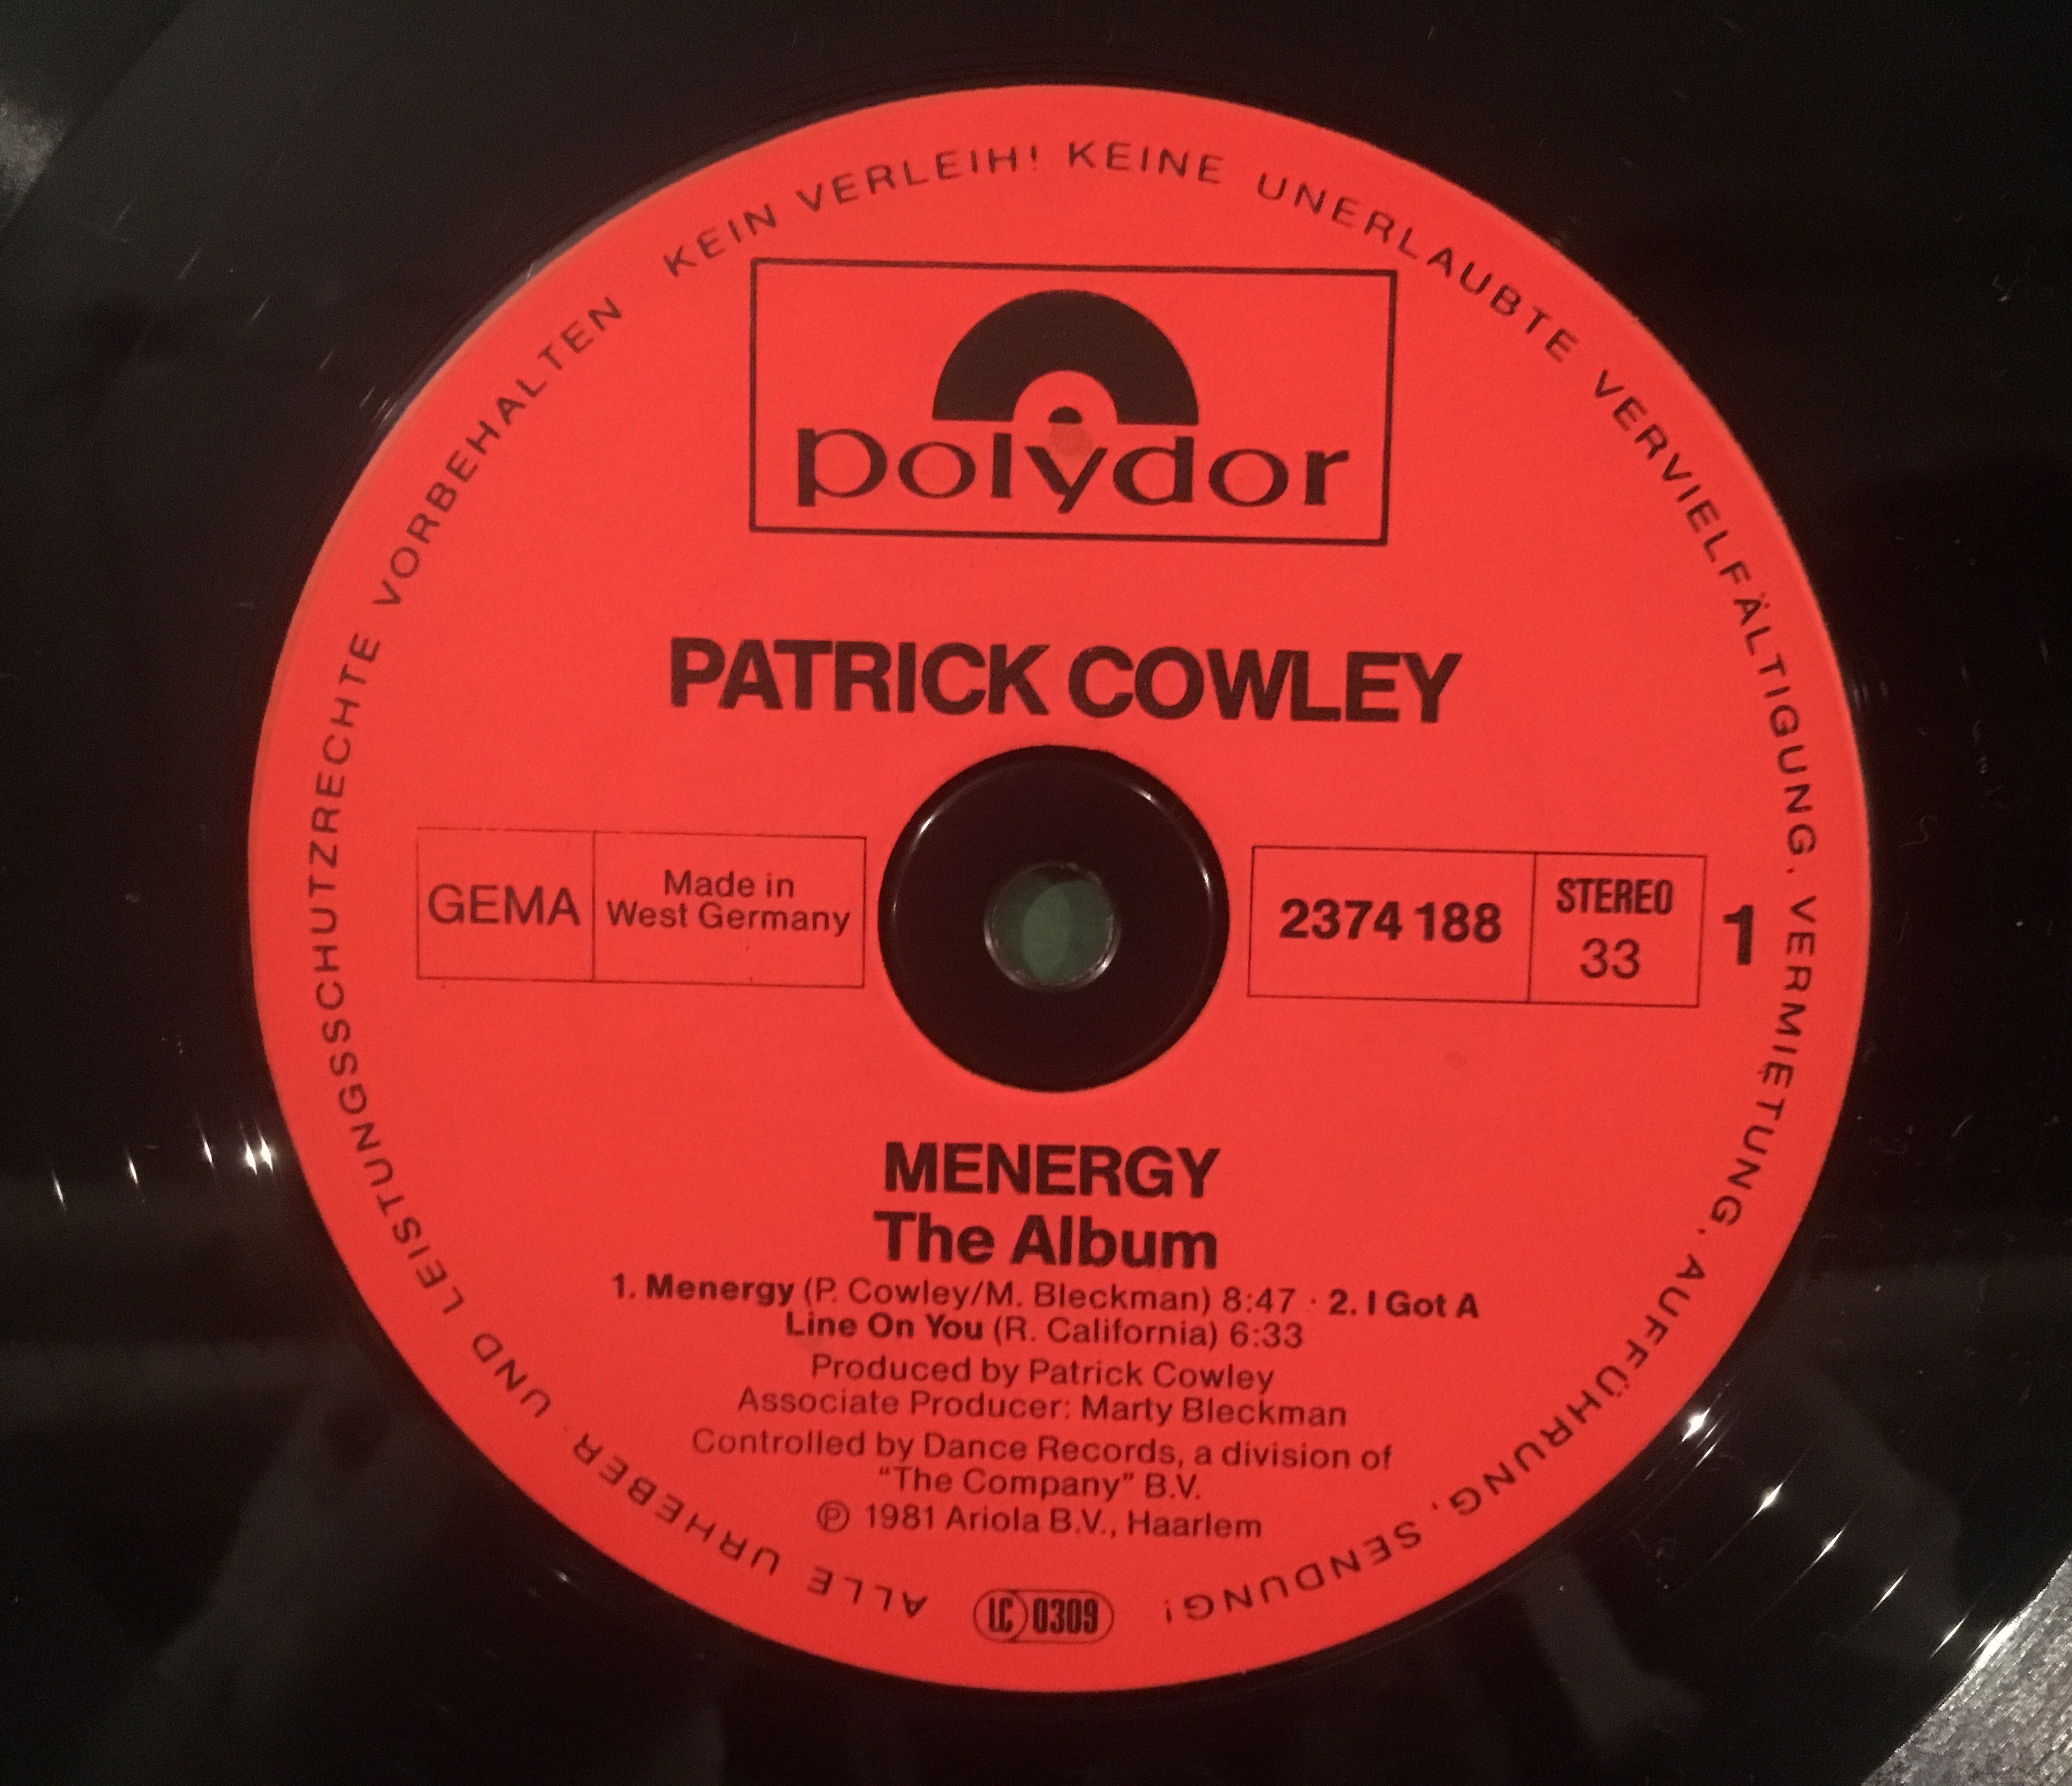 ALLE URHEBER- UND LEISTUNGSSCHUTZRECHTE VORBEHALTEN KEIN VERLEIH! KEINE UNERLAUBTE VERVIELFÄLTIGUNG, VERMIETUNG, AUFFÜHRUNG, SENDUNG!
polydor
PATRICK COWLEY
GEMA
Made in
West Germany
2374 188
STEREO
33
1
MENERGY
The Album
1. Menergy (P. Cowley/M. Bleckman) 8:47 · 2. I Got A
Line On You (R. California) 6:33
Produced by Patrick Cowley
Associate Producer: Marty Bleckman
Controlled by Dance Records, a division of
“The Company” B.V.
℗ 1981 Ariola B.V., Haarlem
LC 0309